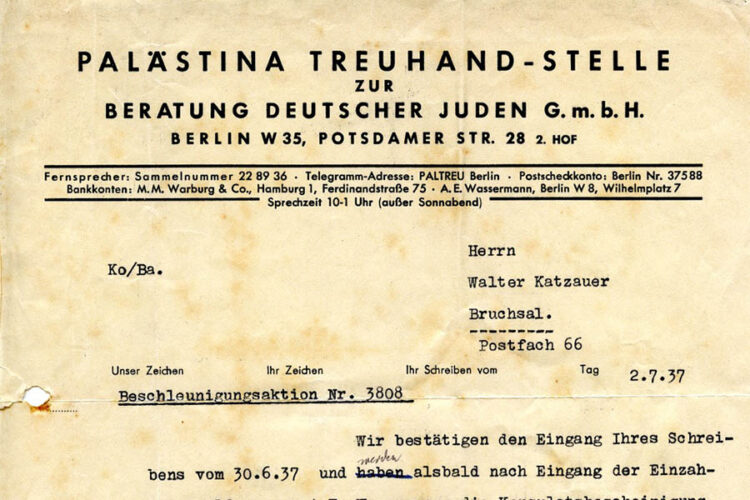 PALÄSTINA TREUHAND-STELLE
ZUR
BERATUNG DEUTSCHER JUDEN G.m.b.H.
BERLIN W 35, POTSDAMER STR. 28 2. HOF
Fernsprecher: Sammelnummer 22 89 36 · Telegramm-Adresse: PALTREU Berlin · Postscheckkonto: Berlin Nr. 37588
Bankkonten: M.M. Warburg & Co., Hamburg 1, Ferdinandstraße 75 · A.E. Wassermann, Berlin W 8, Wilhelmplatz 7
Sprechzeit 10-1 Uhr (außer Sonnabend)
Ko/Ba.
Herrn
Walter Katzauer
Bruchsal.
Postfach 66
Unser Zeichen Ihr Zeichen Ihr Schreiben vom Tag 2.7.37
Beschleunigungsaktion Nr. 3808
Wir bestätigen den Eingang Ihres Schrei-
werden
bens vom 30.6.37 und haben alsbald nach Eingang der Einzah-